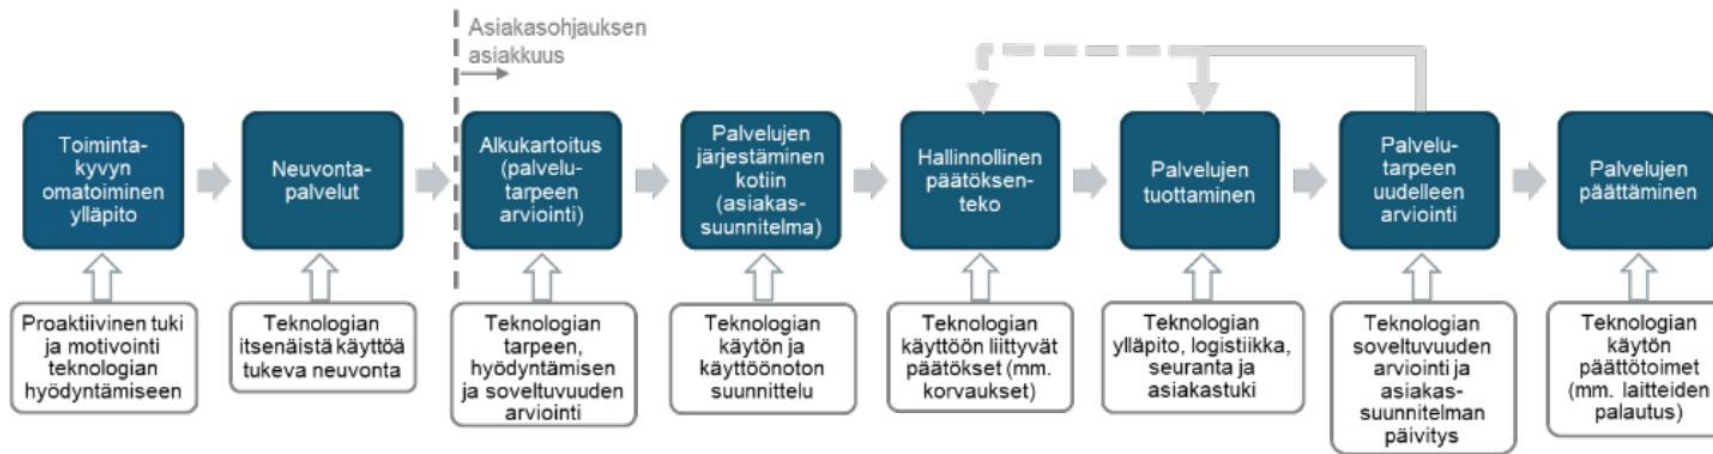 Asiakasohjauksen
asiakkuus
Toiminta-
kyvyn
omatoiminen
ylläpito
Neuvonta-
palvelut
Alkukartoitus
(palvelu-
tarpeen
arviointi)
Palvelujen
järjestäminen
kotiin
(asiakas-
suunnitelma)
Hallinnollinen
päätöksen-
teko
Palvelujen
tuottaminen
Palvelu-
tarpeen
uudelleen
arviointi
Palvelujen
päättäminen
Proaktiivinen tuki
ja motivointi
teknologian
hyödyntämiseen
Teknologian
itsenäistä käyttöä
tukeva neuvonta
Teknologian
tarpeen,
hyödyntämisen
ja soveltuvuuden
arviointi
Teknologian
käytön ja
käyttöönoton
suunnittelu
Teknologian
käyttöön liittyvät
päätökset (mm.
korvaukset)
Teknologian
ylläpito, logistiikka,
seuranta ja
asiakastuki
Teknologian
soveltuvuuden
arviointi ja
asiakas-
suunnitelman
päivitys
Teknologian
käytön
päättötoimet
(mm. laitteiden
palautus)